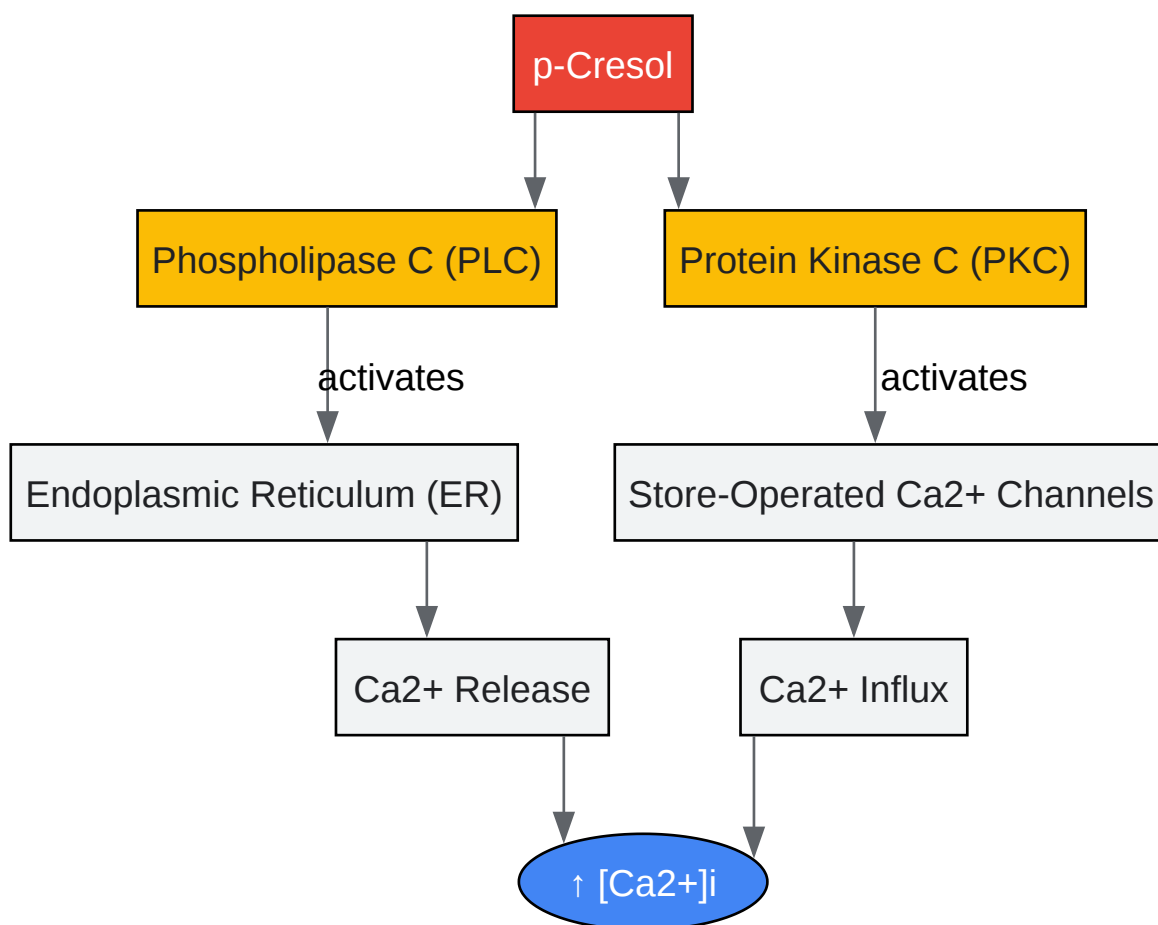 p-Cresol
Phospholipase C (PLC)
Protein Kinase C (PKC)
activates
activates
Endoplasmic Reticulum (ER)
Store-Operated Ca2+ Channels
Ca2+ Release
Ca2+ Influx
↑ [Ca2+]i